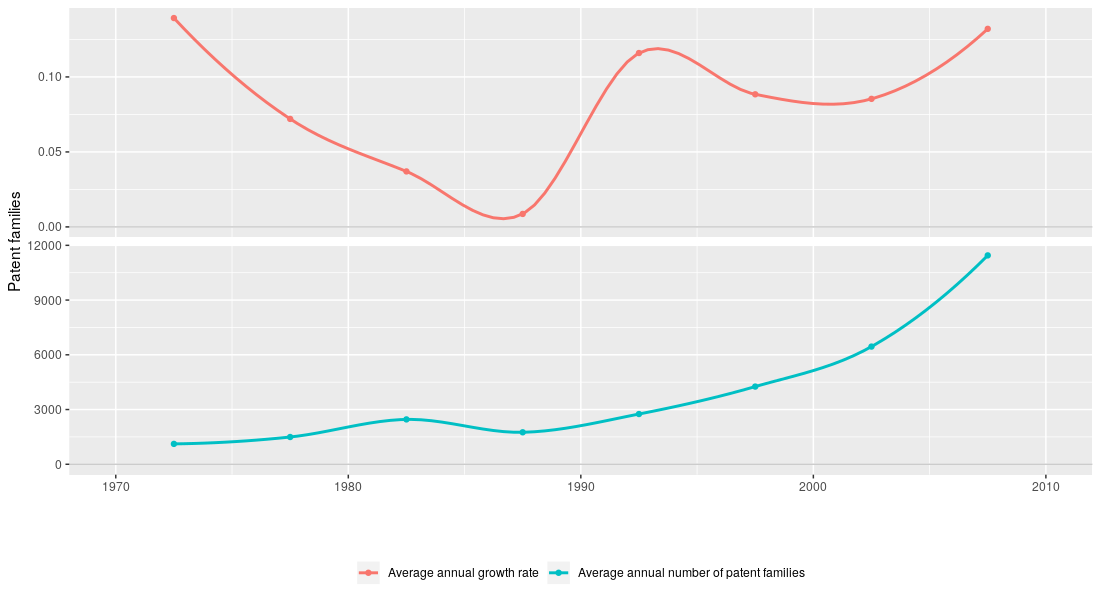 Patent families
0.10
0.05
0.00
12000
9000
6000
3000
0
1970 1980 1990 2000 2010
Average annual growth rate Average annual number of patent families